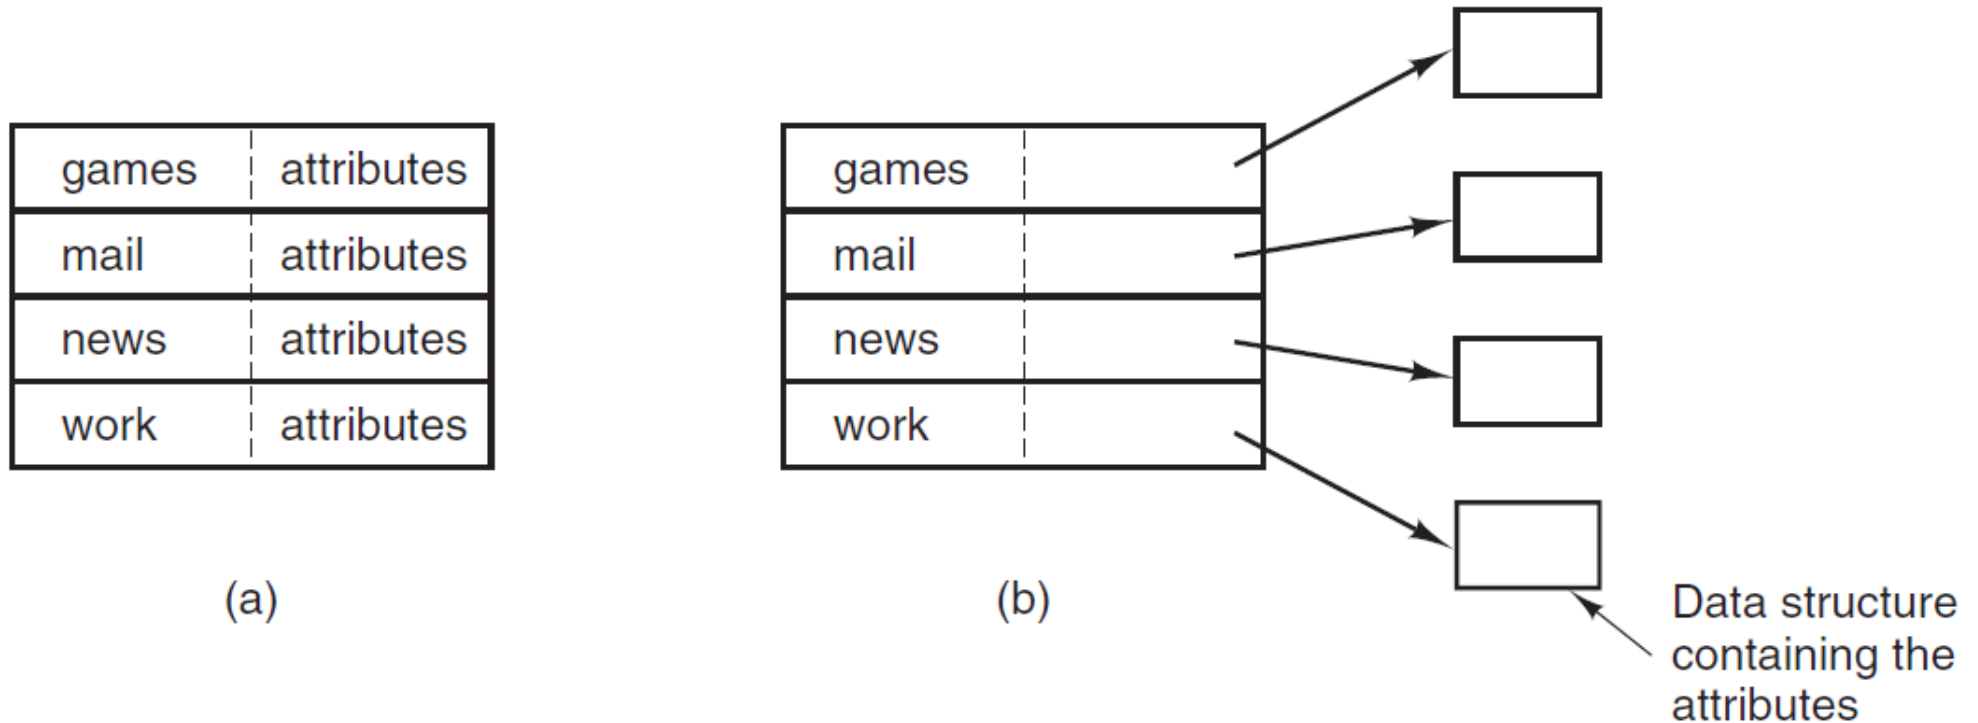 games attributes
mail attributes
news attributes
work attributes
(a)
games
mail
news
work
(b)
Data structure
containing the
attributes